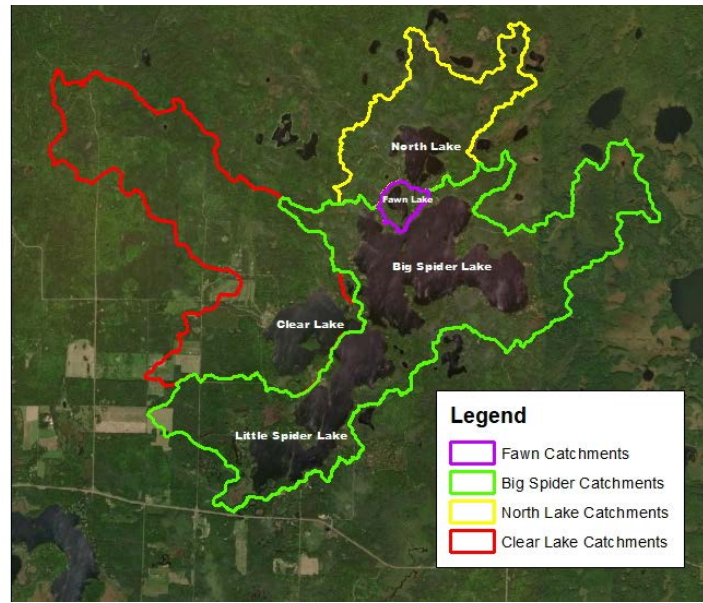 North Lake
Fawn Lake
Big Spider Lake
Clear Lake
Little Spider Lake
Legend
Fawn Catchments
Big Spider Catchments
North Lake Catchments
Clear Lake Catchments